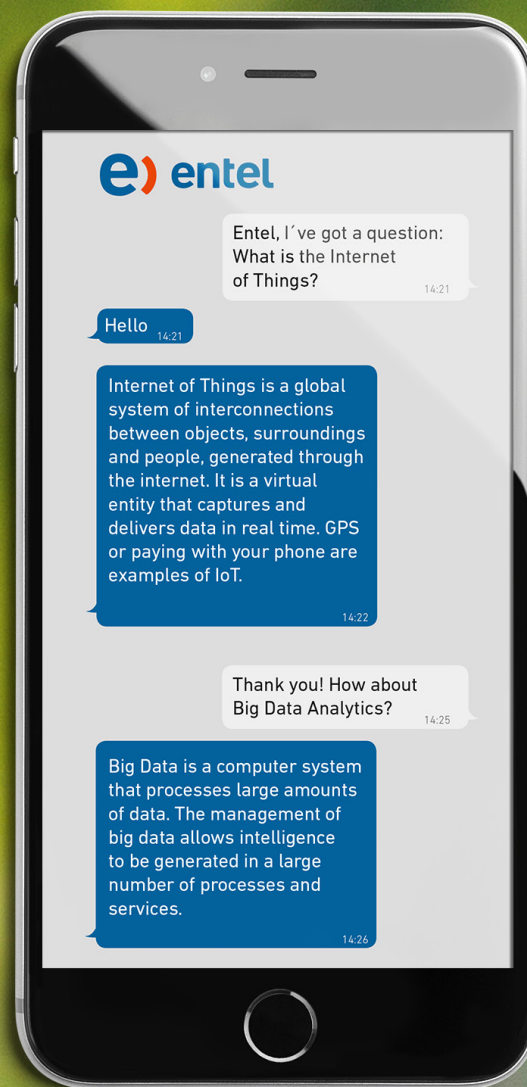 e) entel
Entel, I´ve got a question:
What is the Internet
of Things?
14:21
Hello
14:21
Internet of Things is a global
system of interconnections
between objects, surroundings
and people, generated through
the internet. It is a virtual
entity that captures and
delivers data in real time. GPS
or paying with your phone are
examples of IoT.
14:22
Thank you! How about
Big Data Analytics?
14:25
Big Data is a computer system
that processes large amounts
of data. The management of
big data allows intelligence
to be generated in a large
number of processes and
services.
14:26